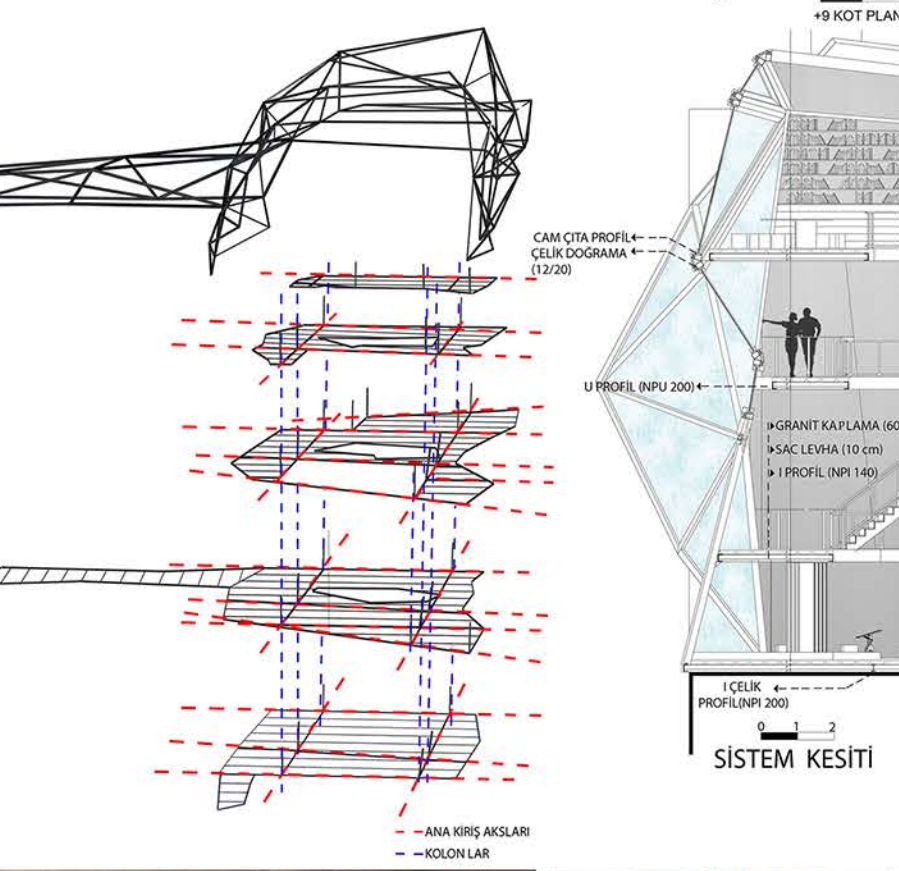 +9 KOT PLAN
CAM ÇITA PROFİL
ÇELİK DOĞRAMA
(12/20)
U PROFİL (NPU 200)
GRANİT KAPLAMA (60
SAC LEVHA (10 cm)
I PROFİL (NPI 140)
I ÇELİK
PROFİL(NPI 200)
0 1 2
SİSTEM KESİTİ
ANA KİRİŞ AKSLARI
KOLON LAR